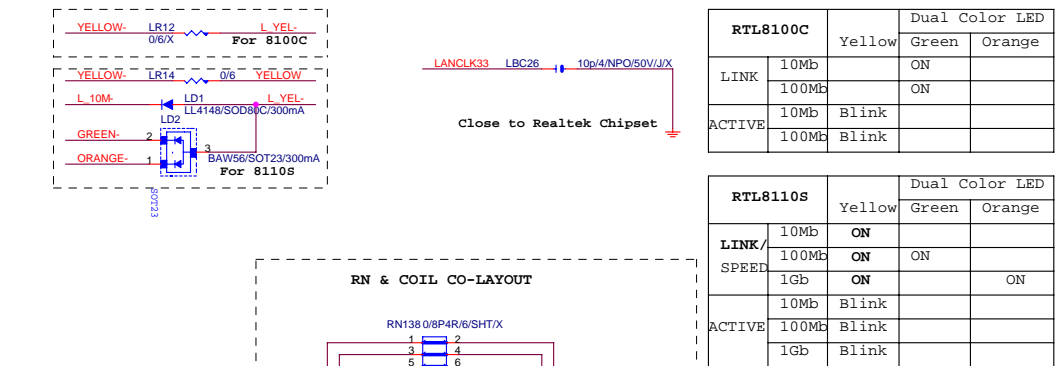 YELLOW- LR12 L_YEL-
0/6/X For 8100C
YELLOW- LR14 0/6 YELLOW
L_10M- LD1 L_YEL-
LL4148/SOD80C/300mA
LD2
GREEN- 2
3
ORANGE- 1 BAW56/SOT23/300mA
For 8110S
SOT23
LANCLK33 LBC26 10p/4/NPO/50V/J/X
Close to Realtek Chipset
RN & COIL CO-LAYOUT
RN138 0/8P4R/6/SHT/X
1 2
3 4
5 6
RTL8100C Dual Color LED
Yellow Green Orange
LINK 10Mb ON
100Mb ON
ACTIVE 10Mb Blink
100Mb Blink
RTL8110S Dual Color LED
Yellow Green Orange
LINK/ 10Mb ON
SPEED 100Mb ON ON
1Gb ON ON
10Mb Blink
ACTIVE 100Mb Blink
1Gb Blink